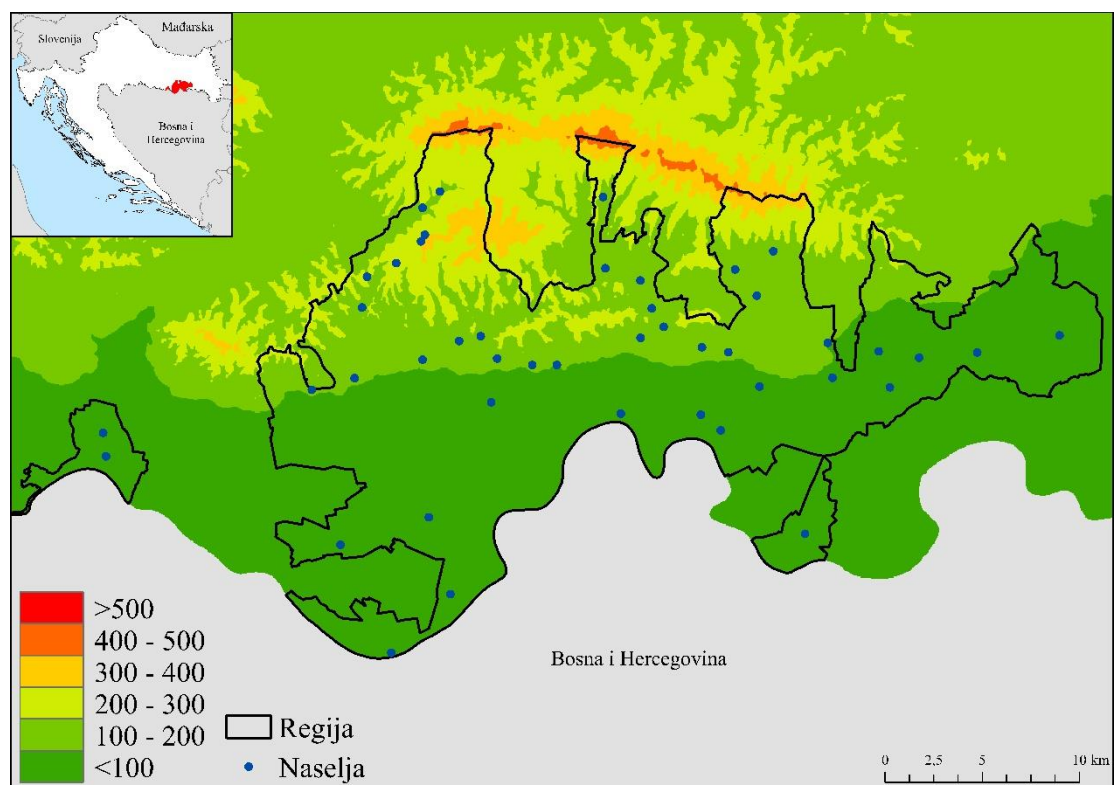 Mađarska
Slovenija
Bosna i
Hercegovina
Bosna i Hercegovina
>500
400 - 500
300 - 400
200 - 300
100 - 200
<100
Regija
Naselja
0 2,5 5 10 km